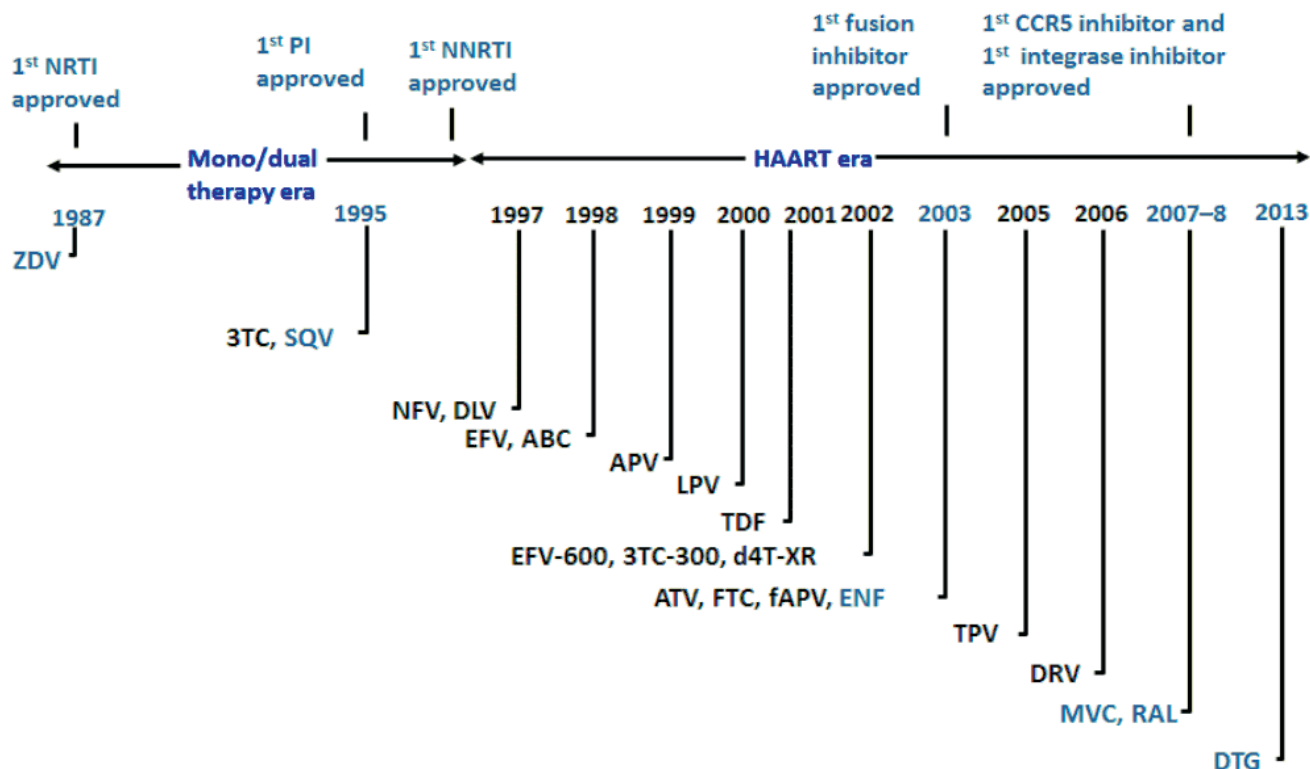 1st NRTI
approved
1st PI
approved
1st NNRTI
approved
1st fusion
inhibitor
approved
1st CCR5 inhibitor and
1st integrase inhibitor
approved
Mono/dual
therapy era
HAART era
1987
1995
1997
1998
1999
2000
2001
2002
2003
2005
2006
2007–8
2013
ZDV
3TC, SQV
NFV, DLV
EFV, ABC
APV
LPV
TDF
EFV-600, 3TC-300, d4T-XR
ATV, FTC, fAPV, ENF
TPV
DRV
MVC, RAL
DTG